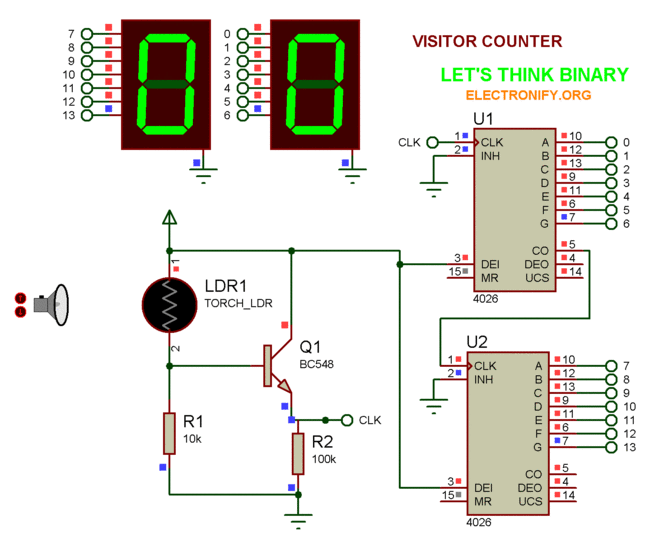 VISITOR COUNTER
LET'S THINK BINARY
ELECTRONIFY.ORG
7
8
9
10
11
12
13
0
1
2
3
4
5
6
U1
CLK 1 CLK A 10 0
2 INH B 12 1
C 13 2
D 9 3
E 11 4
F 6 5
G 7 6
CO 5
3 DEI DEO 4
15 MR UCS 14
4026
1
LDR1
TORCH_LDR
2
Q1
BC548
CLK
R1
10k
R2
100k
U2
1 CLK A 10 7
2 INH B 12 8
C 13 9
D 9 10
E 11 11
F 6 12
G 7 13
CO 5
3 DEI DEO 4
15 MR UCS 14
4026